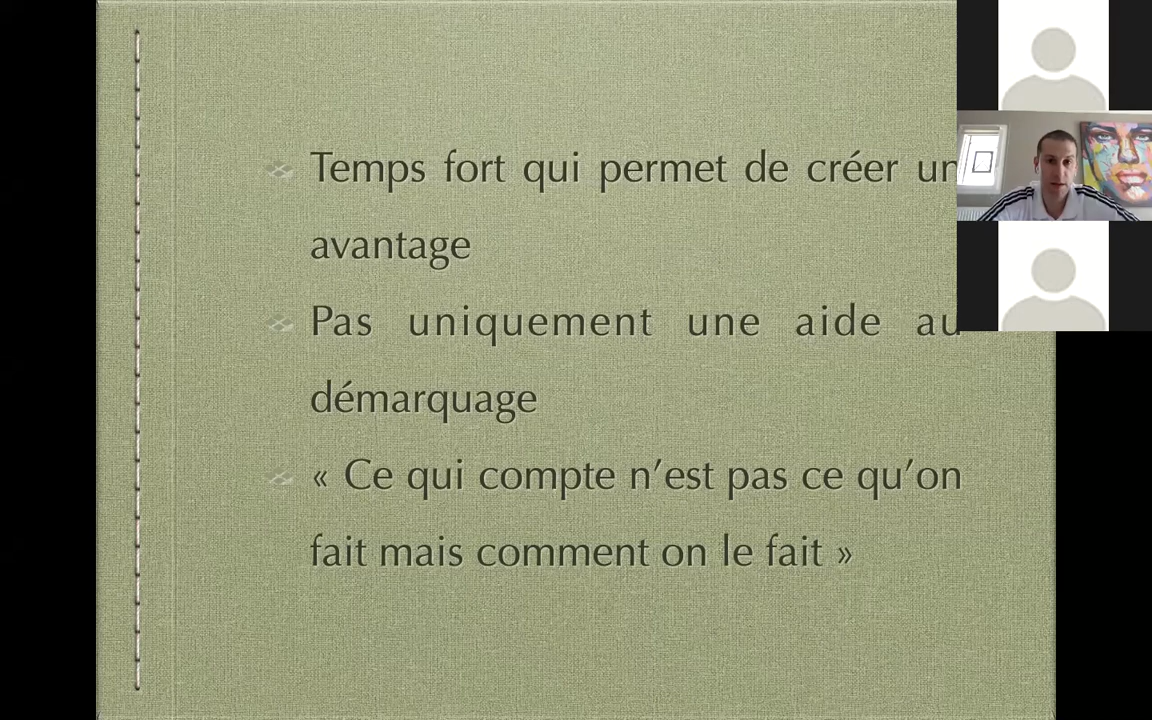 Temps fort qui permet de créer un
avantage
Pas uniquement une aide au
démarquage
« Ce qui compte n’est pas ce qu’on
fait mais comment on le fait »